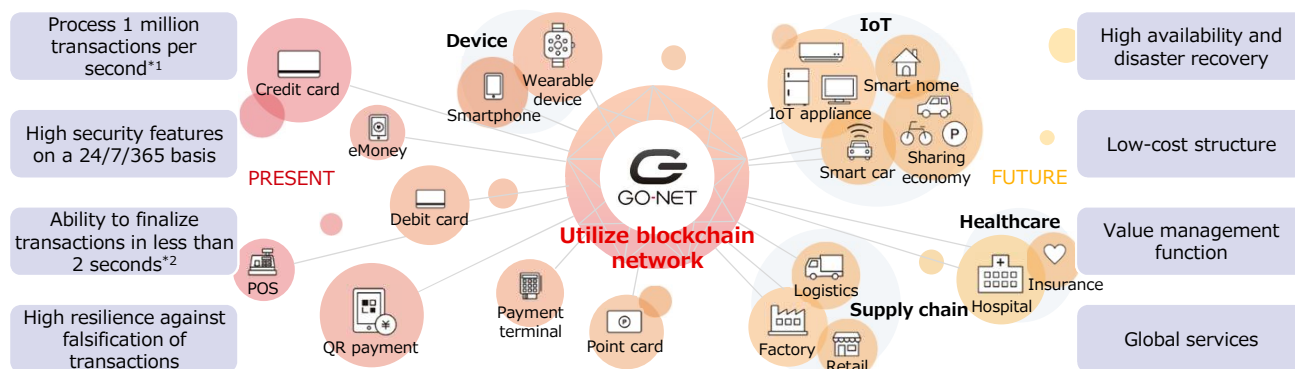 Process 1 million
transactions per
second*1
High security features
on a 24/7/365 basis
Ability to finalize
transactions in less than
2 seconds*2
High resilience against
falsification of
transactions
PRESENT
Credit card
eMoney
Debit card
POS
QR payment
¥
Device
Smartphone
Wearable
device
GO-NET
Utilize blockchain
network
Payment
terminal
P
Point card
IoT
IoT appliance
Smart home
Smart car
P
Sharing
economy
FUTURE
Healthcare
Hospital
Insurance
Logistics
Supply chain
Factory
Retail
High availability and
disaster recovery
Low-cost structure
Value management
function
Global services